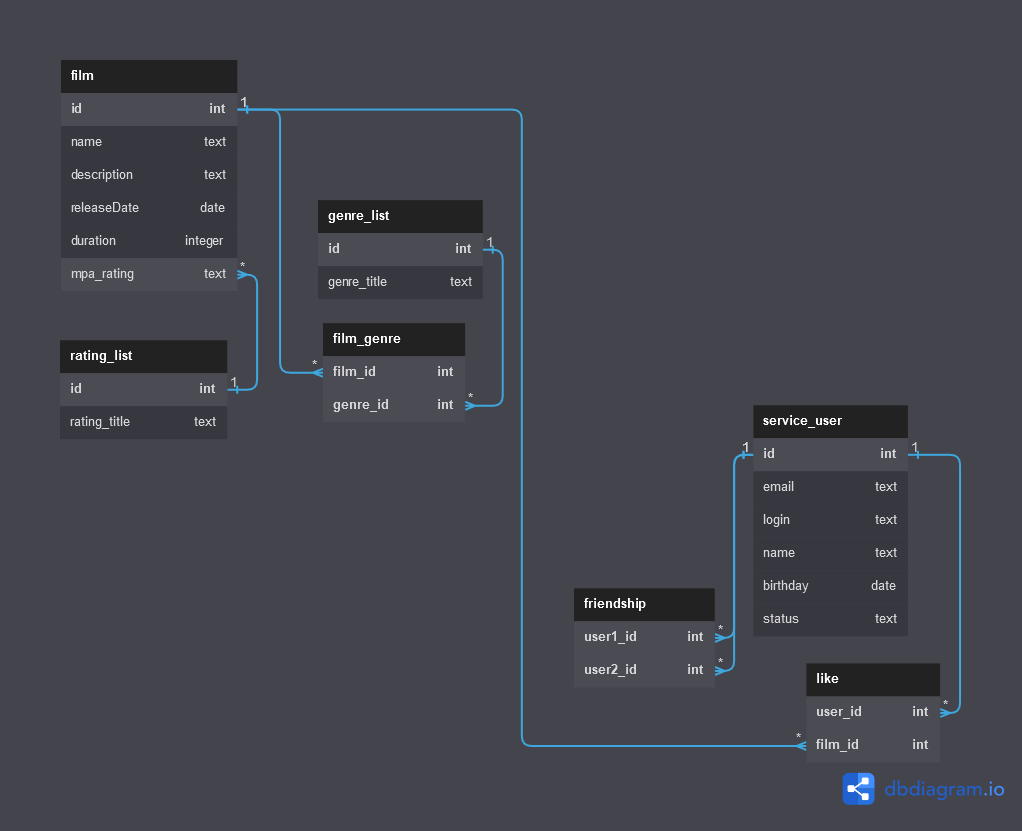 film
id int
name text
description text
releaseDate date
duration integer
mpa_rating text
1
*
rating_list
id int
rating_title text
1
genre_list
id int
genre_title text
1
film_genre
film_id int
genre_id int
*
*
service_user
id int
email text
login text
name text
birthday date
status text
1
1
friendship
user1_id int
user2_id int
*
*
like
user_id int
film_id int
*
*
dbdiagram.io